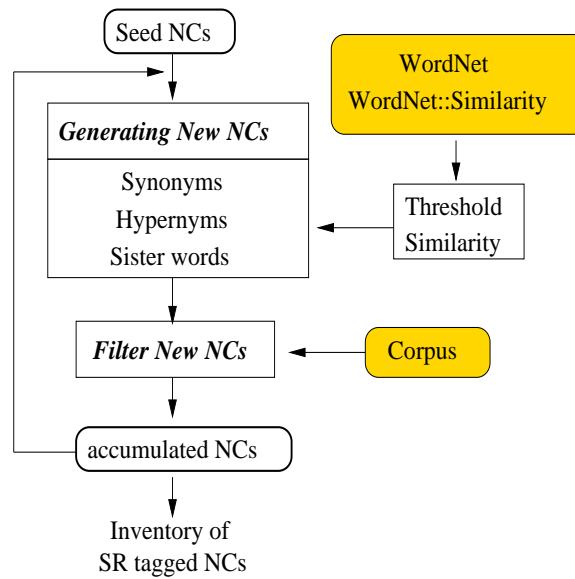 Seed NCs
WordNet
WordNet::Similarity
Generating New NCs
Synonyms
Hypernyms
Sister words
Threshold
Similarity
Filter New NCs
Corpus
accumulated NCs
Inventory of
SR tagged NCs